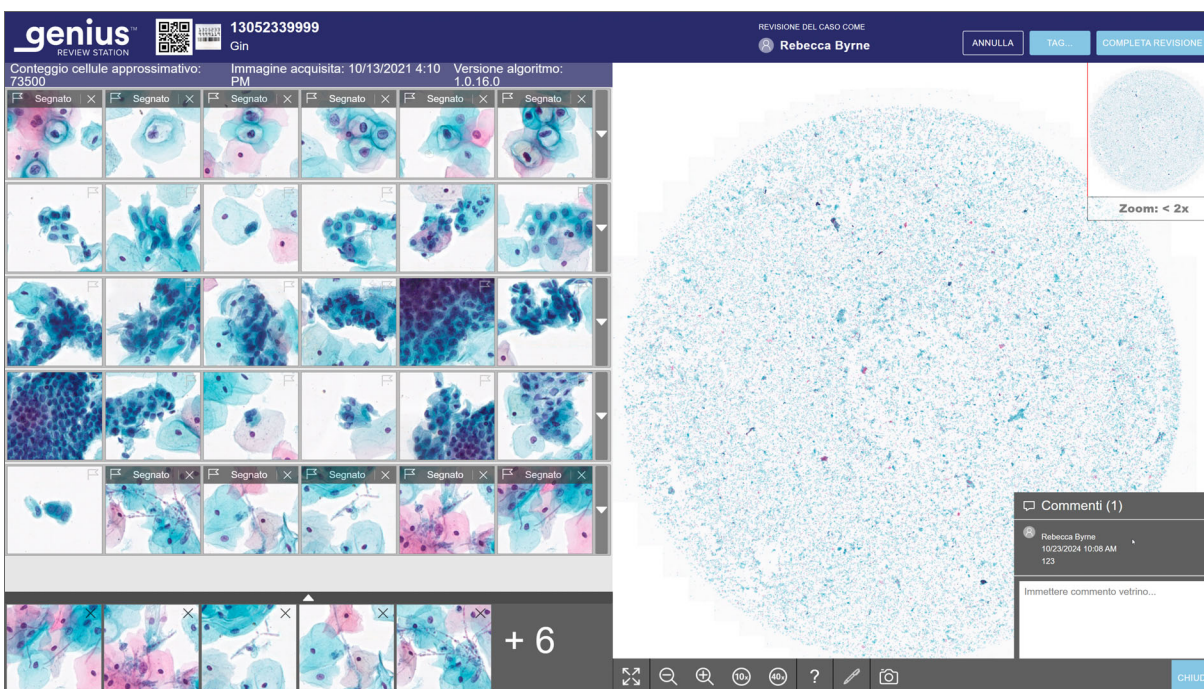 genius™
REVIEW STATION
13052339999
Gin
REVISIONE DEL CASO COME
Rebecca Byrne
ANNULLA
TAG...
COMPLETA REVISIONE
Conteggio cellule approssimativo:
73500
Immagine acquisita: 10/13/2021 4:10
PM
Versione algoritmo:
1.0.16.0
Segnato
Segnato
Segnato
Segnato
Segnato
Segnato
Segnato
Segnato
Segnato
Segnato
Segnato
+ 6
Zoom: < 2x
Commenti (1)
Rebecca Byrne
10/23/2024 10:08 AM
123
Immettere commento vetrino...
10x
40x
?